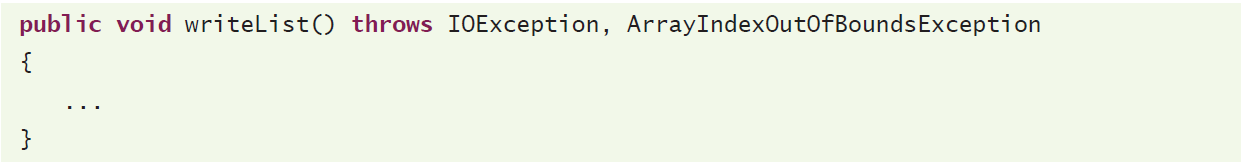 public void writeList() throws IOException, ArrayIndexOutOfBoundsException
{
   ...
}